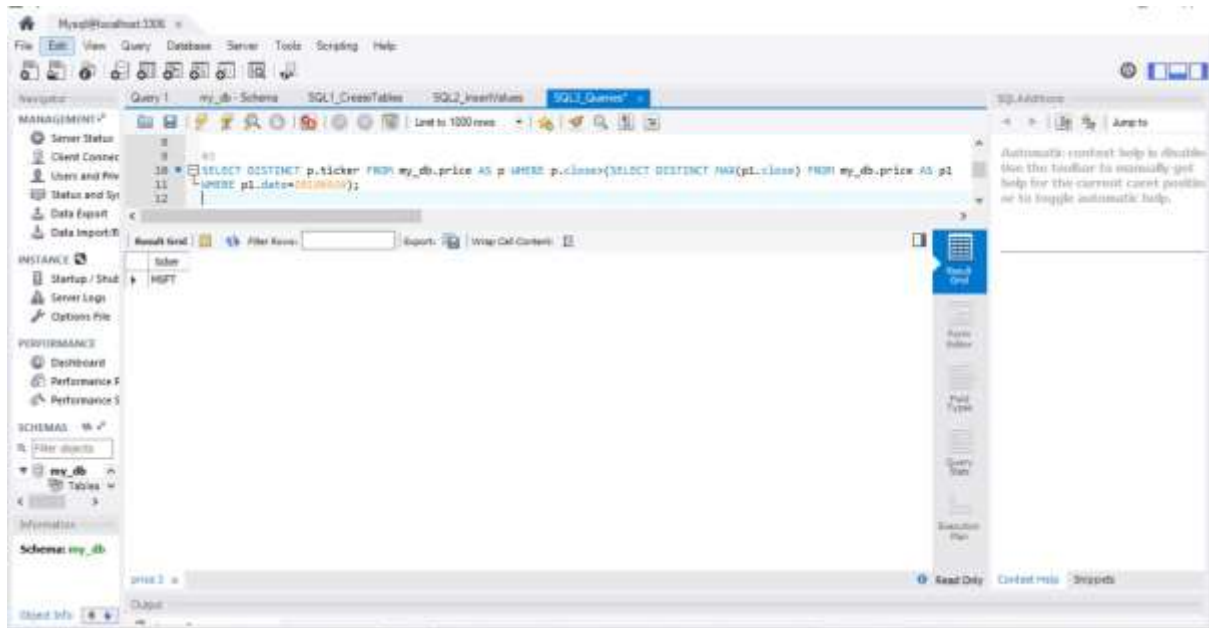 Mysql@localhost:3306
File Edit View Query Database Server Tools Scripting Help
Navigator
Query 1 my_db - Schema SQL1_CreateTables SQL2_InsertValues SQL3_Queries*
SQLAdditions
MANAGEMENT
Server Status
Client Connec
Users and Priv
Status and Sys
Data Export
Data Import/R
INSTANCE
Startup / Shut
Server Logs
Options File
PERFORMANCE
Dashboard
Performance R
Performance S
SCHEMAS
Filter objects
my_db
Tables
Information
Schema: my_db
Object Info
Limit to 1000 rows
8
9
10 SELECT DISTINCT p.ticker FROM my_db.price AS p WHERE p.close>(SELECT DISTINCT MAX(p1.close) FROM my_db.price AS p1
11 WHERE p1.date=
12
Result Grid Filter Rows: Export: Wrap Cell Content:
ticker
MSFT
Result Grid
Form Editor
Field Types
Query Stats
Execution Plan
price 3
Read Only
Output
Jump to
Automatic context help is disabled.
Use the toolbar to manually get
help for the current caret position
or to toggle automatic help.
Context Help Snippets